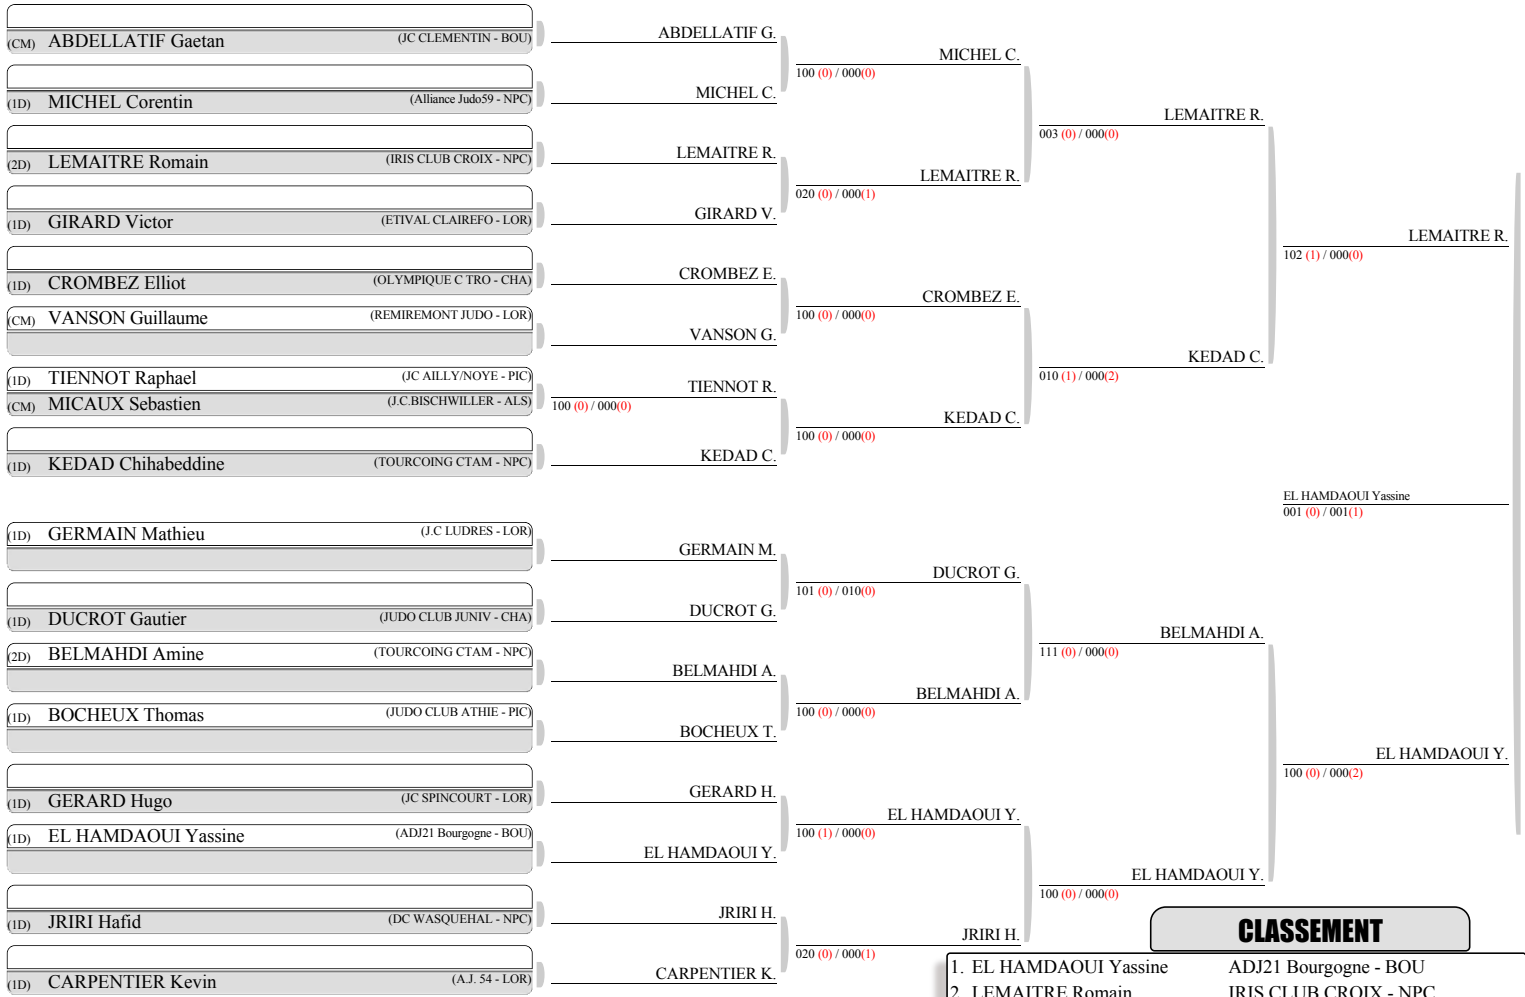 (CM) ABDELLATIF Gaetan (JC CLEMENTIN - BOU)
(1D) MICHEL Corentin (Alliance Judo59 - NPC)
(2D) LEMAITRE Romain (IRIS CLUB CROIX - NPC)
(1D) GIRARD Victor (ETIVAL CLAIREFO - LOR)
(1D) CROMBEZ Elliot (OLYMPIQUE C TRO - CHA)
(CM) VANSON Guillaume (REMIREMONT JUDO - LOR)
(1D) TIENNOT Raphael (JC AILLY/NOYE - PIC)
(CM) MICAUX Sebastien (J.C.BISCHWILLER - ALS)
(1D) KEDAD Chihabeddine (TOURCOING CTAM - NPC)
(1D) GERMAIN Mathieu (J.C LUDRES - LOR)
(1D) DUCROT Gautier (JUDO CLUB JUNIV - CHA)
(2D) BELMAHDI Amine (TOURCOING CTAM - NPC)
(1D) BOCHEUX Thomas (JUDO CLUB ATHIE - PIC)
(1D) GERARD Hugo (JC SPINCOURT - LOR)
(1D) EL HAMDAOUI Yassine (ADJ21 Bourgogne - BOU)
(1D) JRIRI Hafid (DC WASQUEHAL - NPC)
(1D) CARPENTIER Kevin (A.J. 54 - LOR)
ABDELLATIF G.
MICHEL C.
LEMAITRE R.
GIRARD V.
CROMBEZ E.
VANSON G.
TIENNOT R.
100 (0) / 000(0)
KEDAD C.
GERMAIN M.
DUCROT G.
BELMAHDI A.
BOCHEUX T.
GERARD H.
EL HAMDAOUI Y.
JRIRI H.
CARPENTIER K.
MICHEL C.
100 (0) / 000(0)
LEMAITRE R.
020 (0) / 000(1)
CROMBEZ E.
100 (0) / 000(0)
KEDAD C.
100 (0) / 000(0)
DUCROT G.
101 (0) / 010(0)
BELMAHDI A.
100 (0) / 000(0)
EL HAMDAOUI Y.
100 (1) / 000(0)
JRIRI H.
020 (0) / 000(1)
LEMAITRE R.
003 (0) / 000(0)
KEDAD C.
010 (1) / 000(2)
BELMAHDI A.
111 (0) / 000(0)
EL HAMDAOUI Y.
100 (0) / 000(0)
LEMAITRE R.
102 (1) / 000(0)
EL HAMDAOUI Yassine
001 (0) / 001(1)
EL HAMDAOUI Y.
100 (0) / 000(2)
CLASSEMENT
1. EL HAMDAOUI Yassine ADJ21 Bourgogne - BOU
2. LEMAITRE Romain IRIS CLUB CROIX - NPC